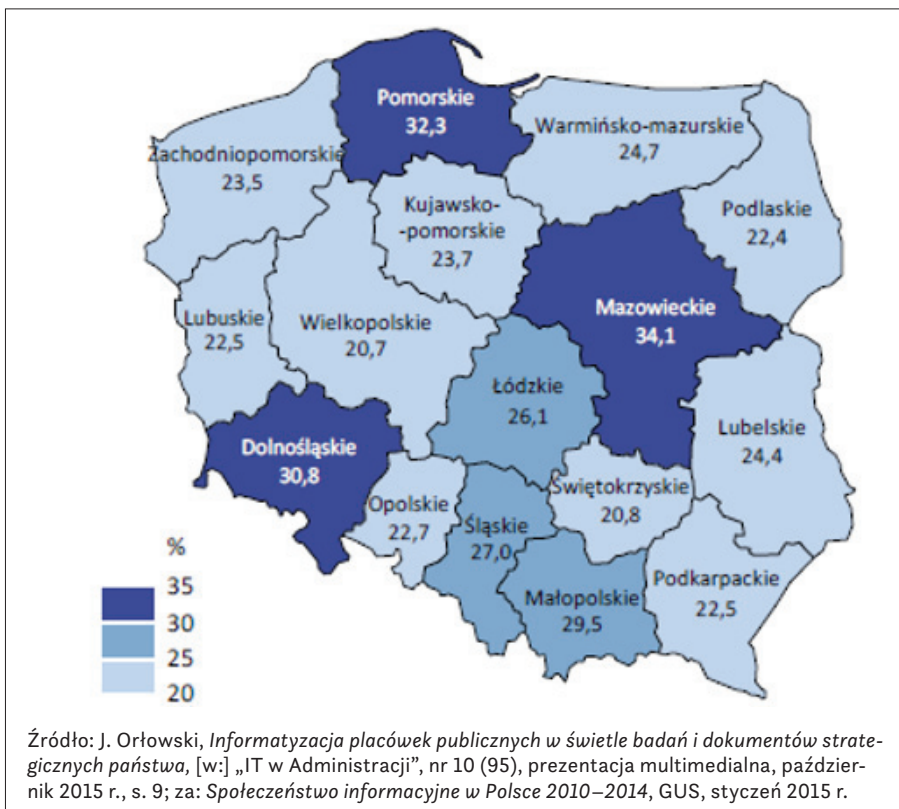 Pomorskie
32,3
Warmińsko-mazurskie
24,7
Zachodniopomorskie
23,5
Kujawsko-
-pomorskie
23,7
Podlaskie
22,4
Mazowieckie
34,1
Lubuskie
22,5
Wielkopolskie
20,7
Łódzkie
26,1
Lubelskie
24,4
Dolnośląskie
30,8
Opolskie
22,7
Śląskie
27,0
Świętokrzyskie
20,8
Małopolskie
29,5
Podkarpackie
22,5
%
35
30
25
20
Źródło: J. Orłowski, Informatyzacja placówek publicznych w świetle badań i dokumentów strate-
gicznych państwa, [w:] „IT w Administracji”, nr 10 (95), prezentacja multimedialna, paździer-
nik 2015 r., s. 9; za: Społeczeństwo informacyjne w Polsce 2010–2014, GUS, styczeń 2015 r.